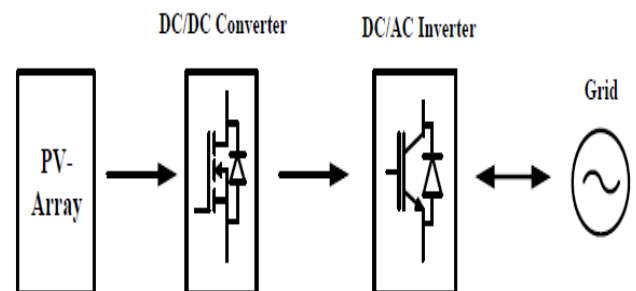 DC/DC Converter
DC/AC Inverter
Grid
PV-
Array